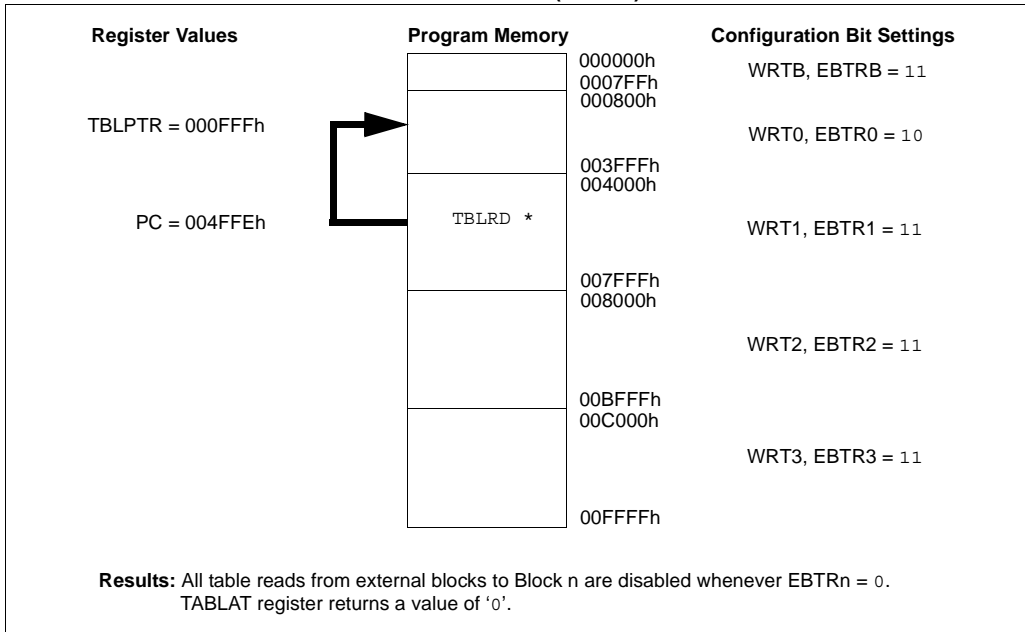 Register Values Program Memory Configuration Bit Settings
000000h
WRTB, EBTRB = 11
0007FFh
000800h
TBLPTR = 000FFFh
WRT0, EBTR0 = 10
003FFFh
004000h
PC = 004FFEh TBLRD *
WRT1, EBTR1 = 11
007FFFh
008000h
WRT2, EBTR2 = 11
00BFFFh
00C000h
WRT3, EBTR3 = 11
00FFFFh
Results: All table reads from external blocks to Block n are disabled whenever EBTRn = 0.
TABLAT register returns a value of ‘0’.